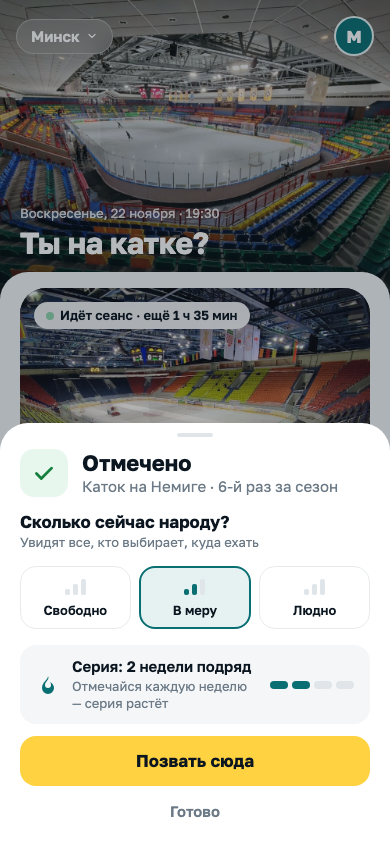 Минск
М
Воскресенье, 22 ноября · 19:30
Ты на катке?
Идёт сеанс · ещё 1 ч 35 мин
Отмечено
Каток на Немиге · 6-й раз за сезон
Сколько сейчас народу?
Увидят все, кто выбирает, куда ехать
Свободно
В меру
Людно
Серия: 2 недели подряд
Отмечайся каждую неделю
— серия растёт
Позвать сюда
Готово